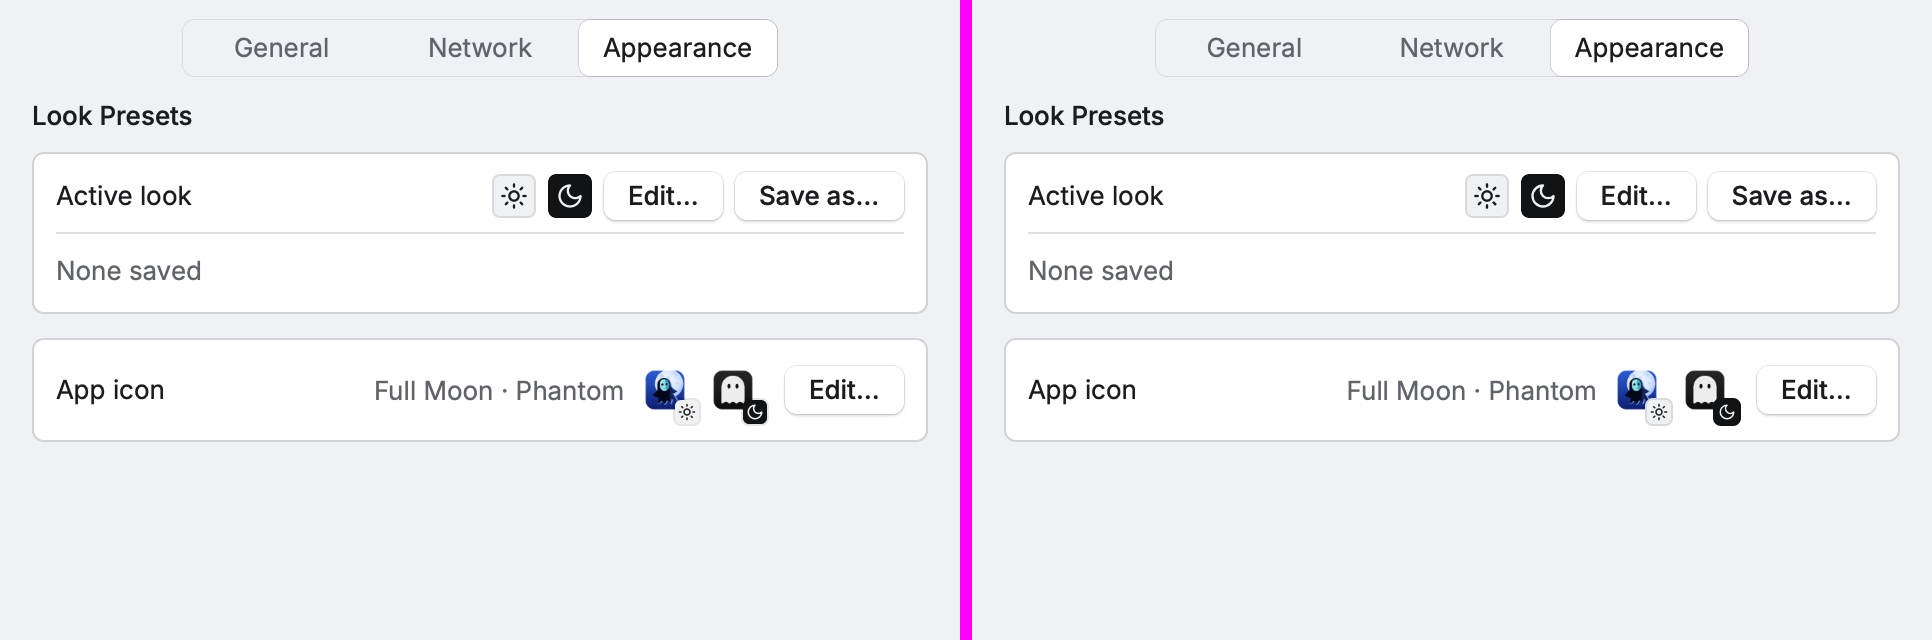 General Network Appearance
Look Presets
Active look Edit... Save as...
None saved
App icon Full Moon · Phantom Edit...
General Network Appearance
Look Presets
Active look Edit... Save as...
None saved
App icon Full Moon · Phantom Edit...